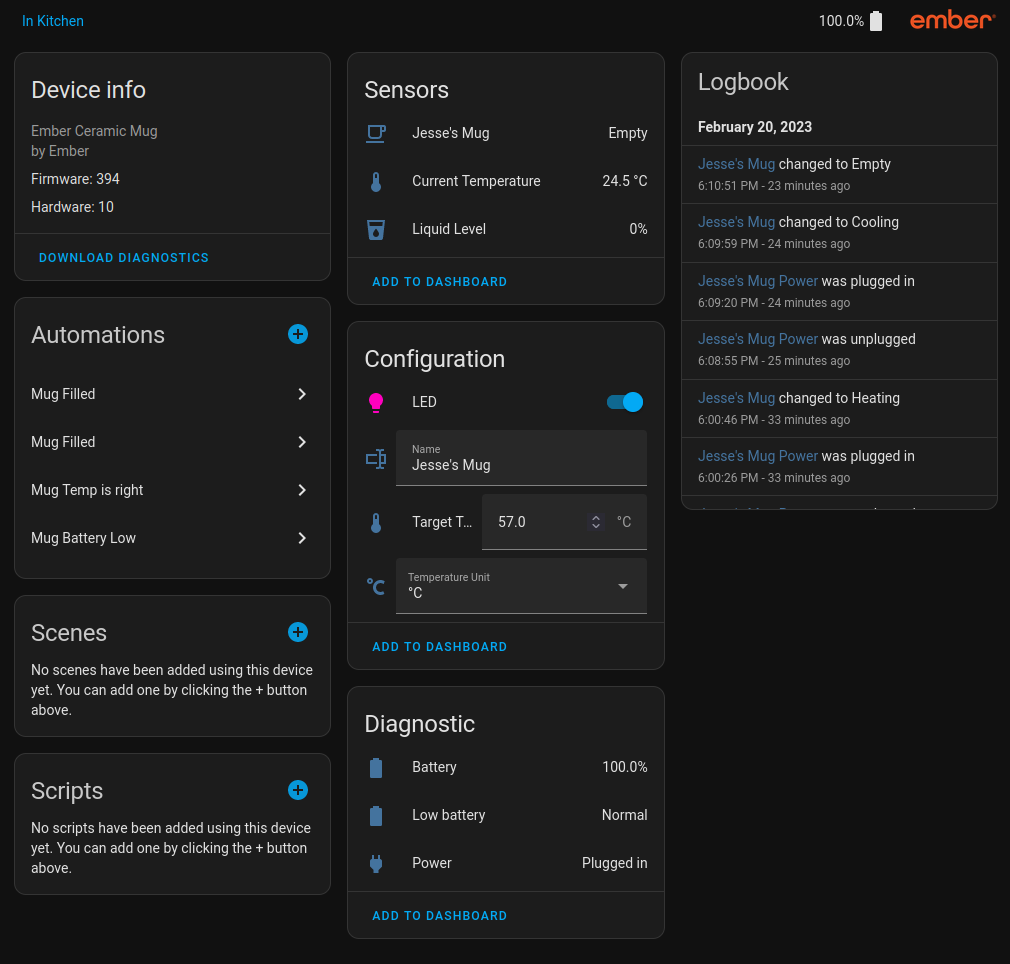 In Kitchen
100.0%
ember
Device info
Ember Ceramic Mug
by Ember
Firmware: 394
Hardware: 10
DOWNLOAD DIAGNOSTICS
Automations
Mug Filled
Mug Filled
Mug Temp is right
Mug Battery Low
Scenes
No scenes have been added using this device
yet. You can add one by clicking the + button
above.
Scripts
No scripts have been added using this device
yet. You can add one by clicking the + button
above.
Sensors
Jesse's Mug Empty
Current Temperature 24.5 °C
Liquid Level 0%
ADD TO DASHBOARD
Configuration
LED
Name
Jesse's Mug
Target T... 57.0 °C
Temperature Unit
°C
ADD TO DASHBOARD
Diagnostic
Battery 100.0%
Low battery Normal
Power Plugged in
ADD TO DASHBOARD
Logbook
February 20, 2023
Jesse's Mug changed to Empty
6:10:51 PM - 23 minutes ago
Jesse's Mug changed to Cooling
6:09:59 PM - 24 minutes ago
Jesse's Mug Power was plugged in
6:09:20 PM - 24 minutes ago
Jesse's Mug Power was unplugged
6:08:55 PM - 25 minutes ago
Jesse's Mug changed to Heating
6:00:46 PM - 33 minutes ago
Jesse's Mug Power was plugged in
6:00:26 PM - 33 minutes ago